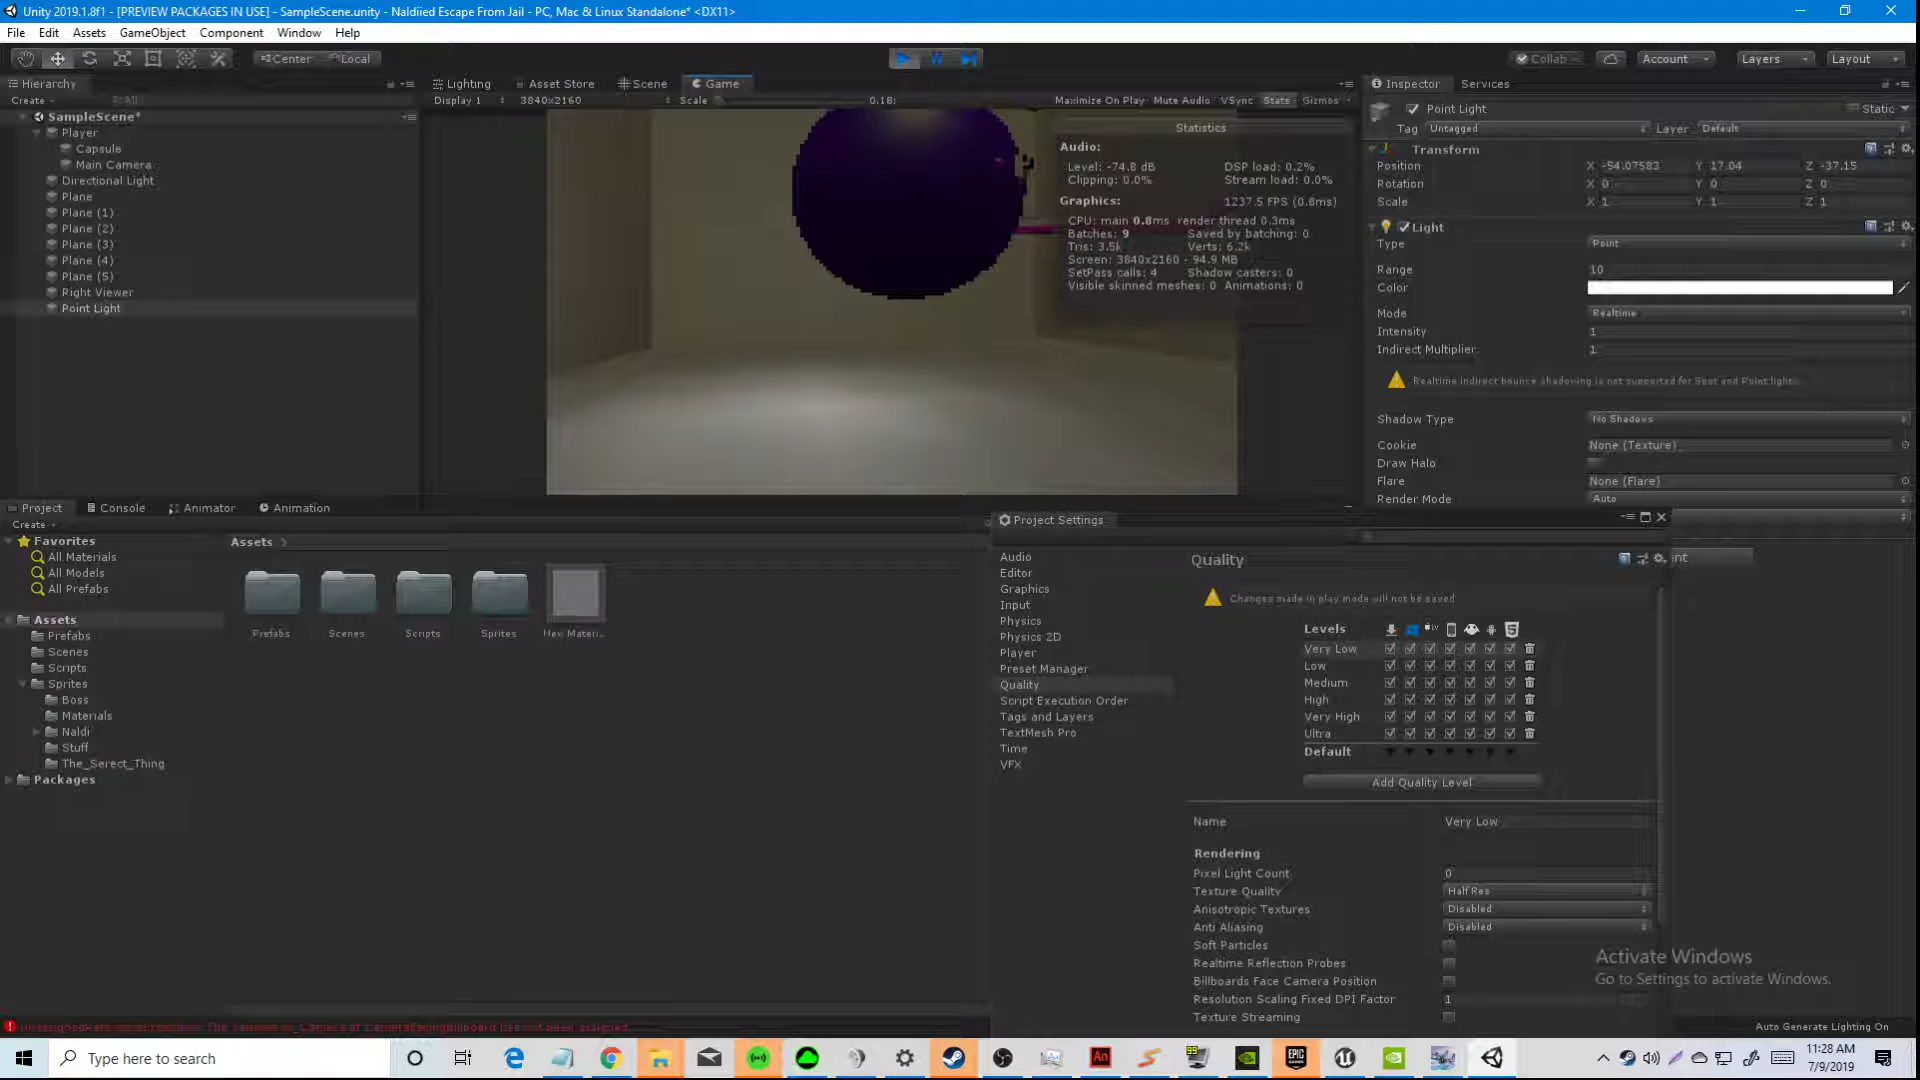 Unity 2019.1.8f1 - [PREVIEW PACKAGES IN USE] - SampleScene.unity - Naldiied Escape From Jail - PC, Mac & Linux Standalone* <DX11>
File Edit Assets GameObject Component Window Help
Center Local
Collab Account Layers Layout
Hierarchy
Create All
SampleScene*
Player
Capsule
Main Camera
Directional Light
Plane
Plane (1)
Plane (2)
Plane (3)
Plane (4)
Plane (5)
Right Viewer
Point Light
Lighting Asset Store Scene Game
Display 1 3840x2160 Scale 0.18: Maximize On Play Mute Audio VSync Stats Gizmos
Statistics
Audio:
Level: -74.8 dB DSP load: 0.2%
Clipping: 0.0% Stream load: 0.0%
Graphics: 1237.5 FPS (0.8ms)
CPU: main 0.8ms render thread 0.3ms
Batches: 9 Saved by batching: 0
Tris: 3.5k Verts: 6.2k
Screen: 3840x2160 - 94.9 MB
SetPass calls: 4 Shadow casters: 0
Visible skinned meshes: 0 Animations: 0
Inspector Services
Point Light Static
Tag Untagged Layer Default
Transform
Position X -54.07583 Y 17.04 Z -37.15
Rotation X 0 Y 0 Z 0
Scale X 1 Y 1 Z 1
Light
Type Point
Range 10
Color
Mode Realtime
Intensity 1
Indirect Multiplier 1
Realtime indirect bounce shadowing is not supported for Spot and Point lights.
Shadow Type No Shadows
Cookie None (Texture)
Draw Halo
Flare None (Flare)
Render Mode Auto
Project Console Animator Animation
Create
Favorites
All Materials
All Models
All Prefabs
Assets
Prefabs
Scenes
Scripts
Sprites
Boss
Materials
Naldi
Stuff
The_Serect_Thing
Packages
Assets
Prefabs Scenes Scripts Sprites New Materi...
Project Settings
Audio
Editor
Graphics
Input
Physics
Physics 2D
Player
Preset Manager
Quality
Script Execution Order
Tags and Layers
TextMesh Pro
Time
VFX
Quality
Changes made in play mode will not be saved
Levels
Very Low
Low
Medium
High
Very High
Ultra
Default
Add Quality Level
Name Very Low
Rendering
Pixel Light Count 0
Texture Quality Half Res
Anisotropic Textures Disabled
Anti Aliasing Disabled
Soft Particles
Realtime Reflection Probes
Billboards Face Camera Position
Resolution Scaling Fixed DPI Factor 1
Texture Streaming
Activate Windows
Go to Settings to activate Windows.
Auto Generate Lighting On
Type here to search
11:28 AM
7/9/2019